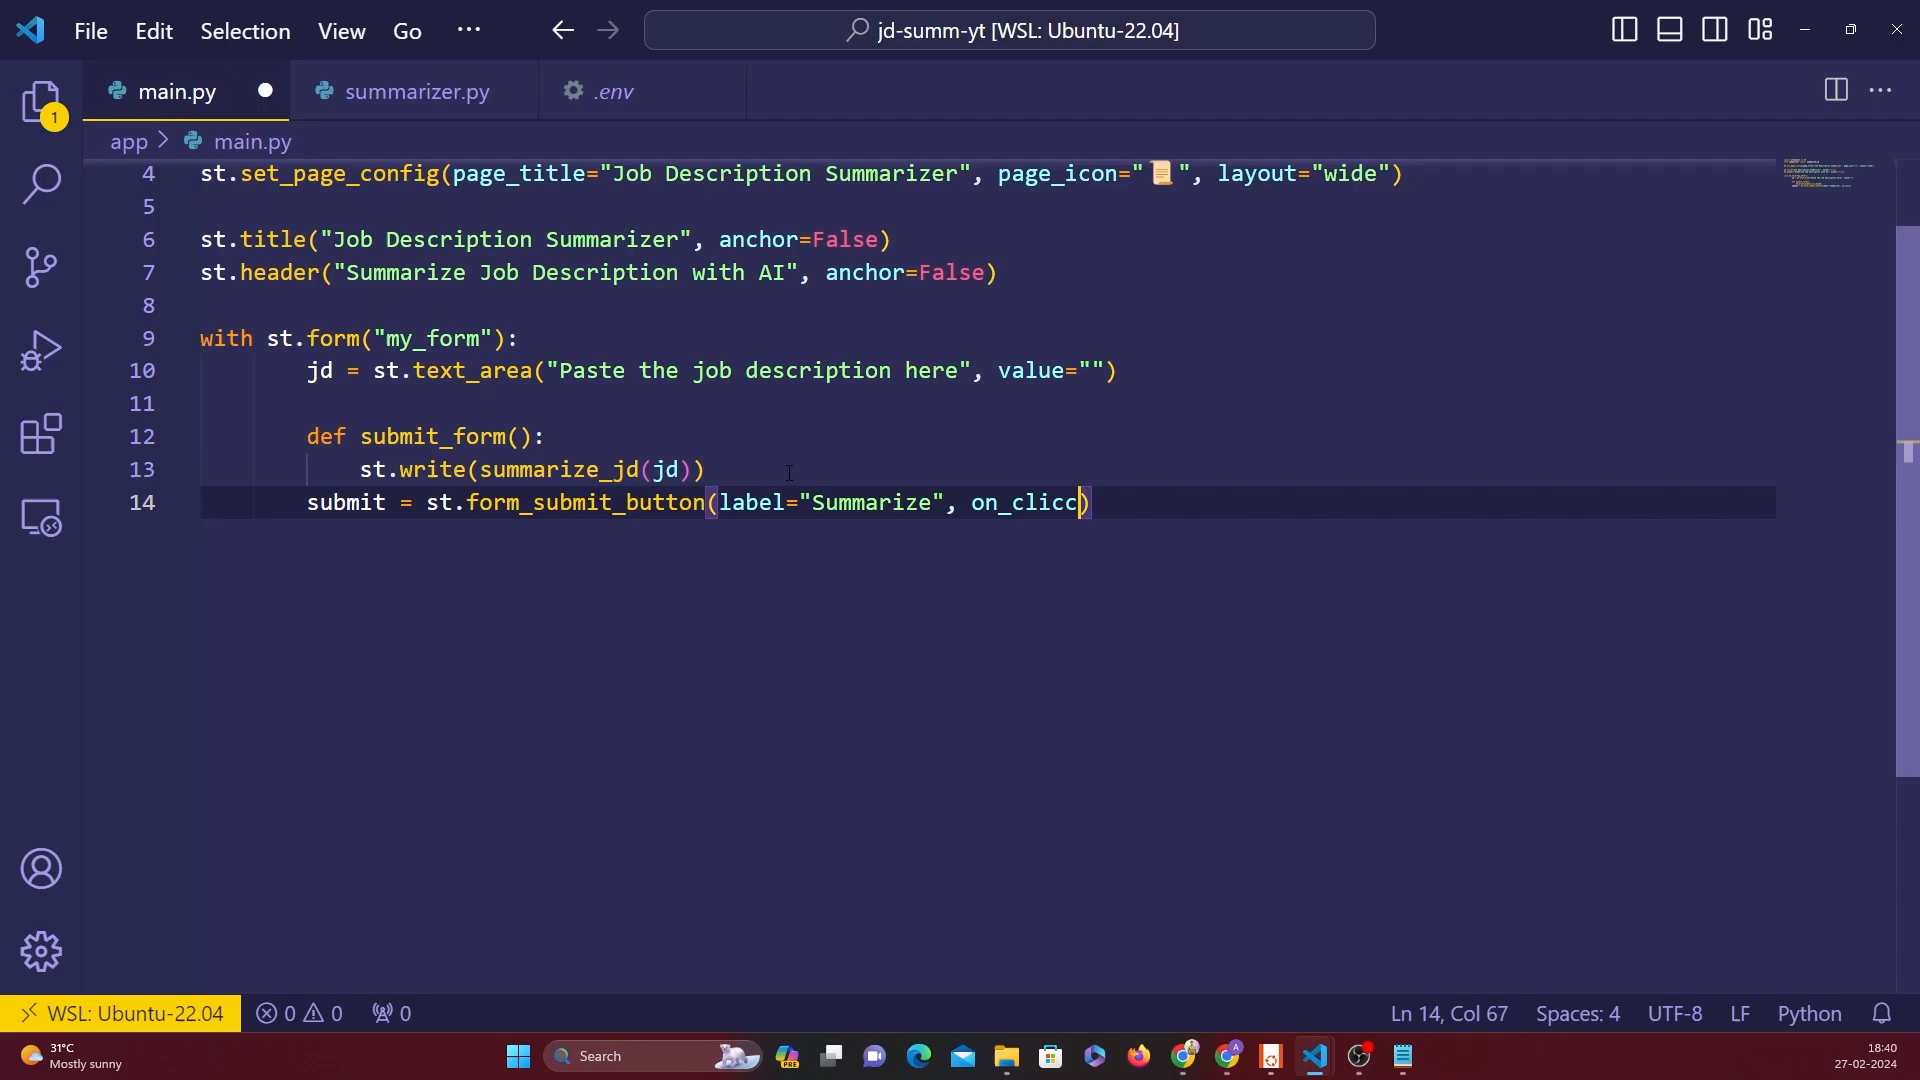 File Edit Selection View Go ··· jd-summ-yt [WSL: Ubuntu-22.04]
main.py summarizer.py .env
1
app > main.py
4 st.set_page_config(page_title="Job Description Summarizer", page_icon="📜", layout="wide")
5
6 st.title("Job Description Summarizer", anchor=False)
7 st.header("Summarize Job Description with AI", anchor=False)
8
9 with st.form("my_form"):
10 jd = st.text_area("Paste the job description here", value="")
11
12 def submit_form():
13 st.write(summarize_jd(jd))
14 submit = st.form_submit_button(label="Summarize", on_clicc)
WSL: Ubuntu-22.04 0 0 0 Ln 14, Col 67 Spaces: 4 UTF-8 LF Python
31°C
Mostly sunny
Search
PRE
A
18:40
27-02-2024